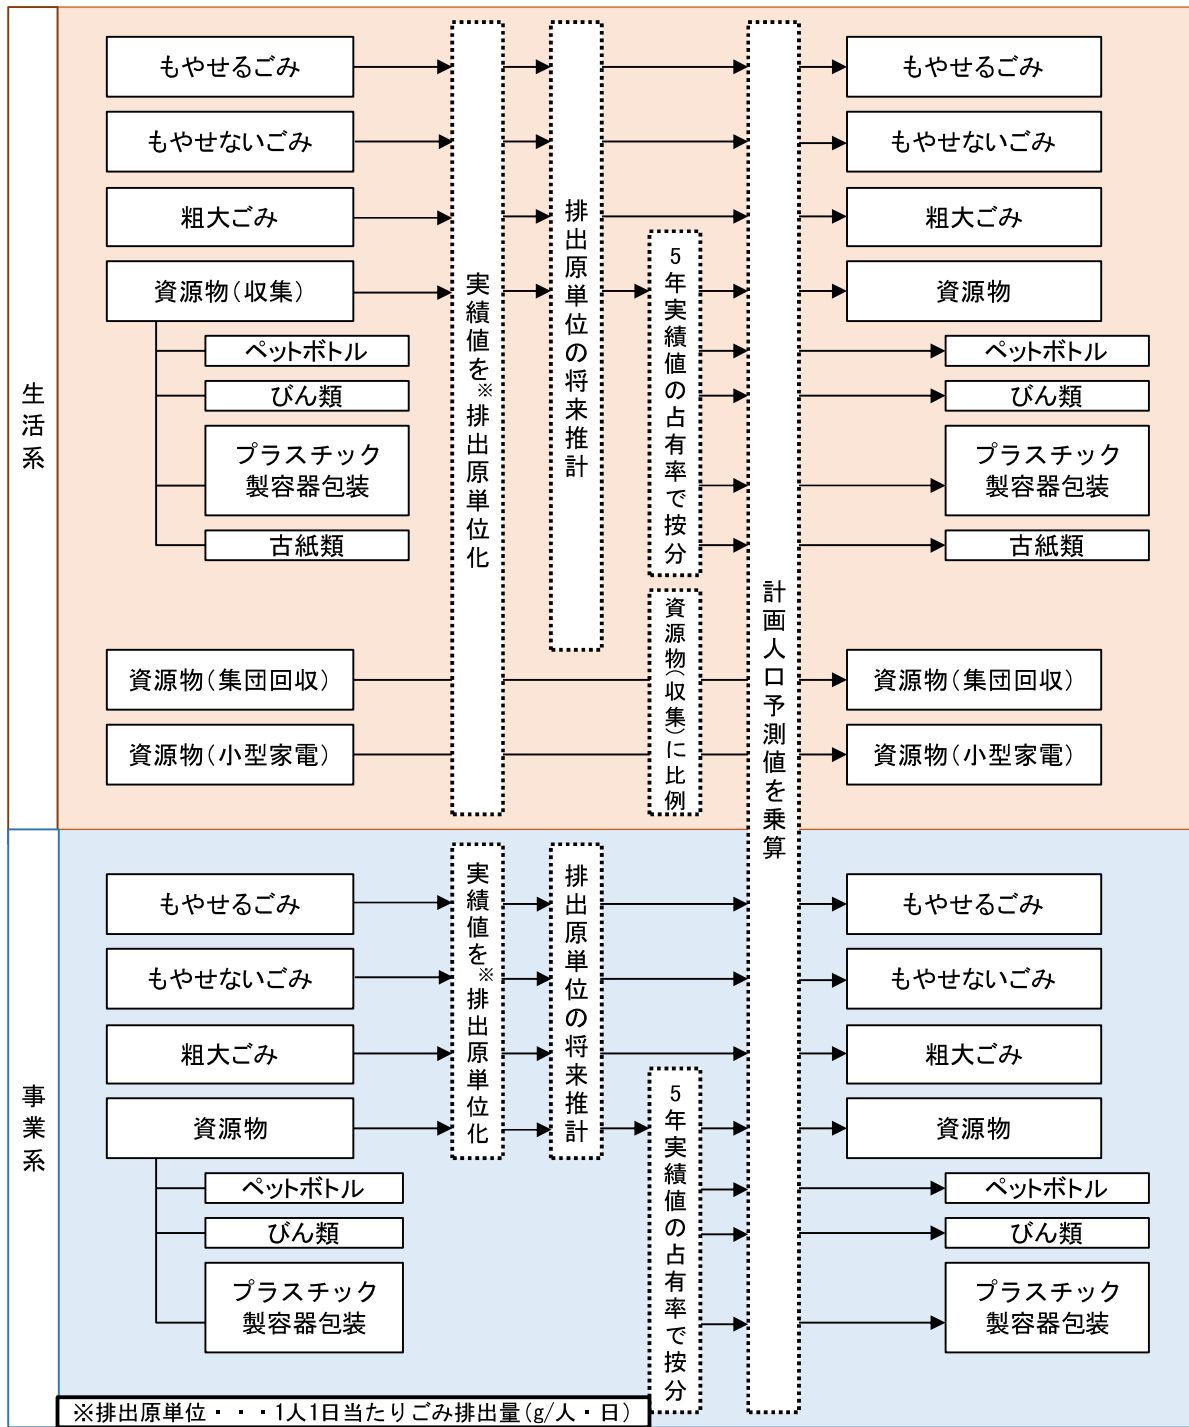 生活系
もやせるごみ
もやせないごみ
粗大ごみ
資源物(収集)
ペットボトル
びん類
プラスチック
製容器包装
古紙類
資源物(集団回収)
資源物(小型家電)
実績値を※排出原単位化
排出原単位の将来推計
5年実績値の占有率で按分
資源物(収集)に比例
計画人口予測値を乗算
もやせるごみ
もやせないごみ
粗大ごみ
資源物
ペットボトル
びん類
プラスチック
製容器包装
古紙類
資源物(集団回収)
資源物(小型家電)
事業系
もやせるごみ
もやせないごみ
粗大ごみ
資源物
ペットボトル
びん類
プラスチック
製容器包装
実績値を※排出原単位化
排出原単位の将来推計
5年実績値の占有率で按分
もやせるごみ
もやせないごみ
粗大ごみ
資源物
ペットボトル
びん類
プラスチック
製容器包装
※排出原単位・・・1人1日当たりごみ排出量(g/人・日)